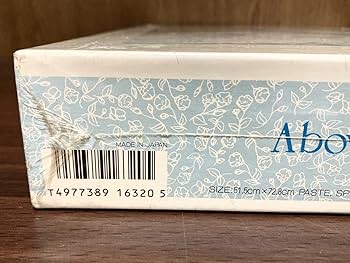 MADE IN JAPAN
Abo
T4977389 16320 5
SIZE:51.5cm×72.8cm PASTE, SP